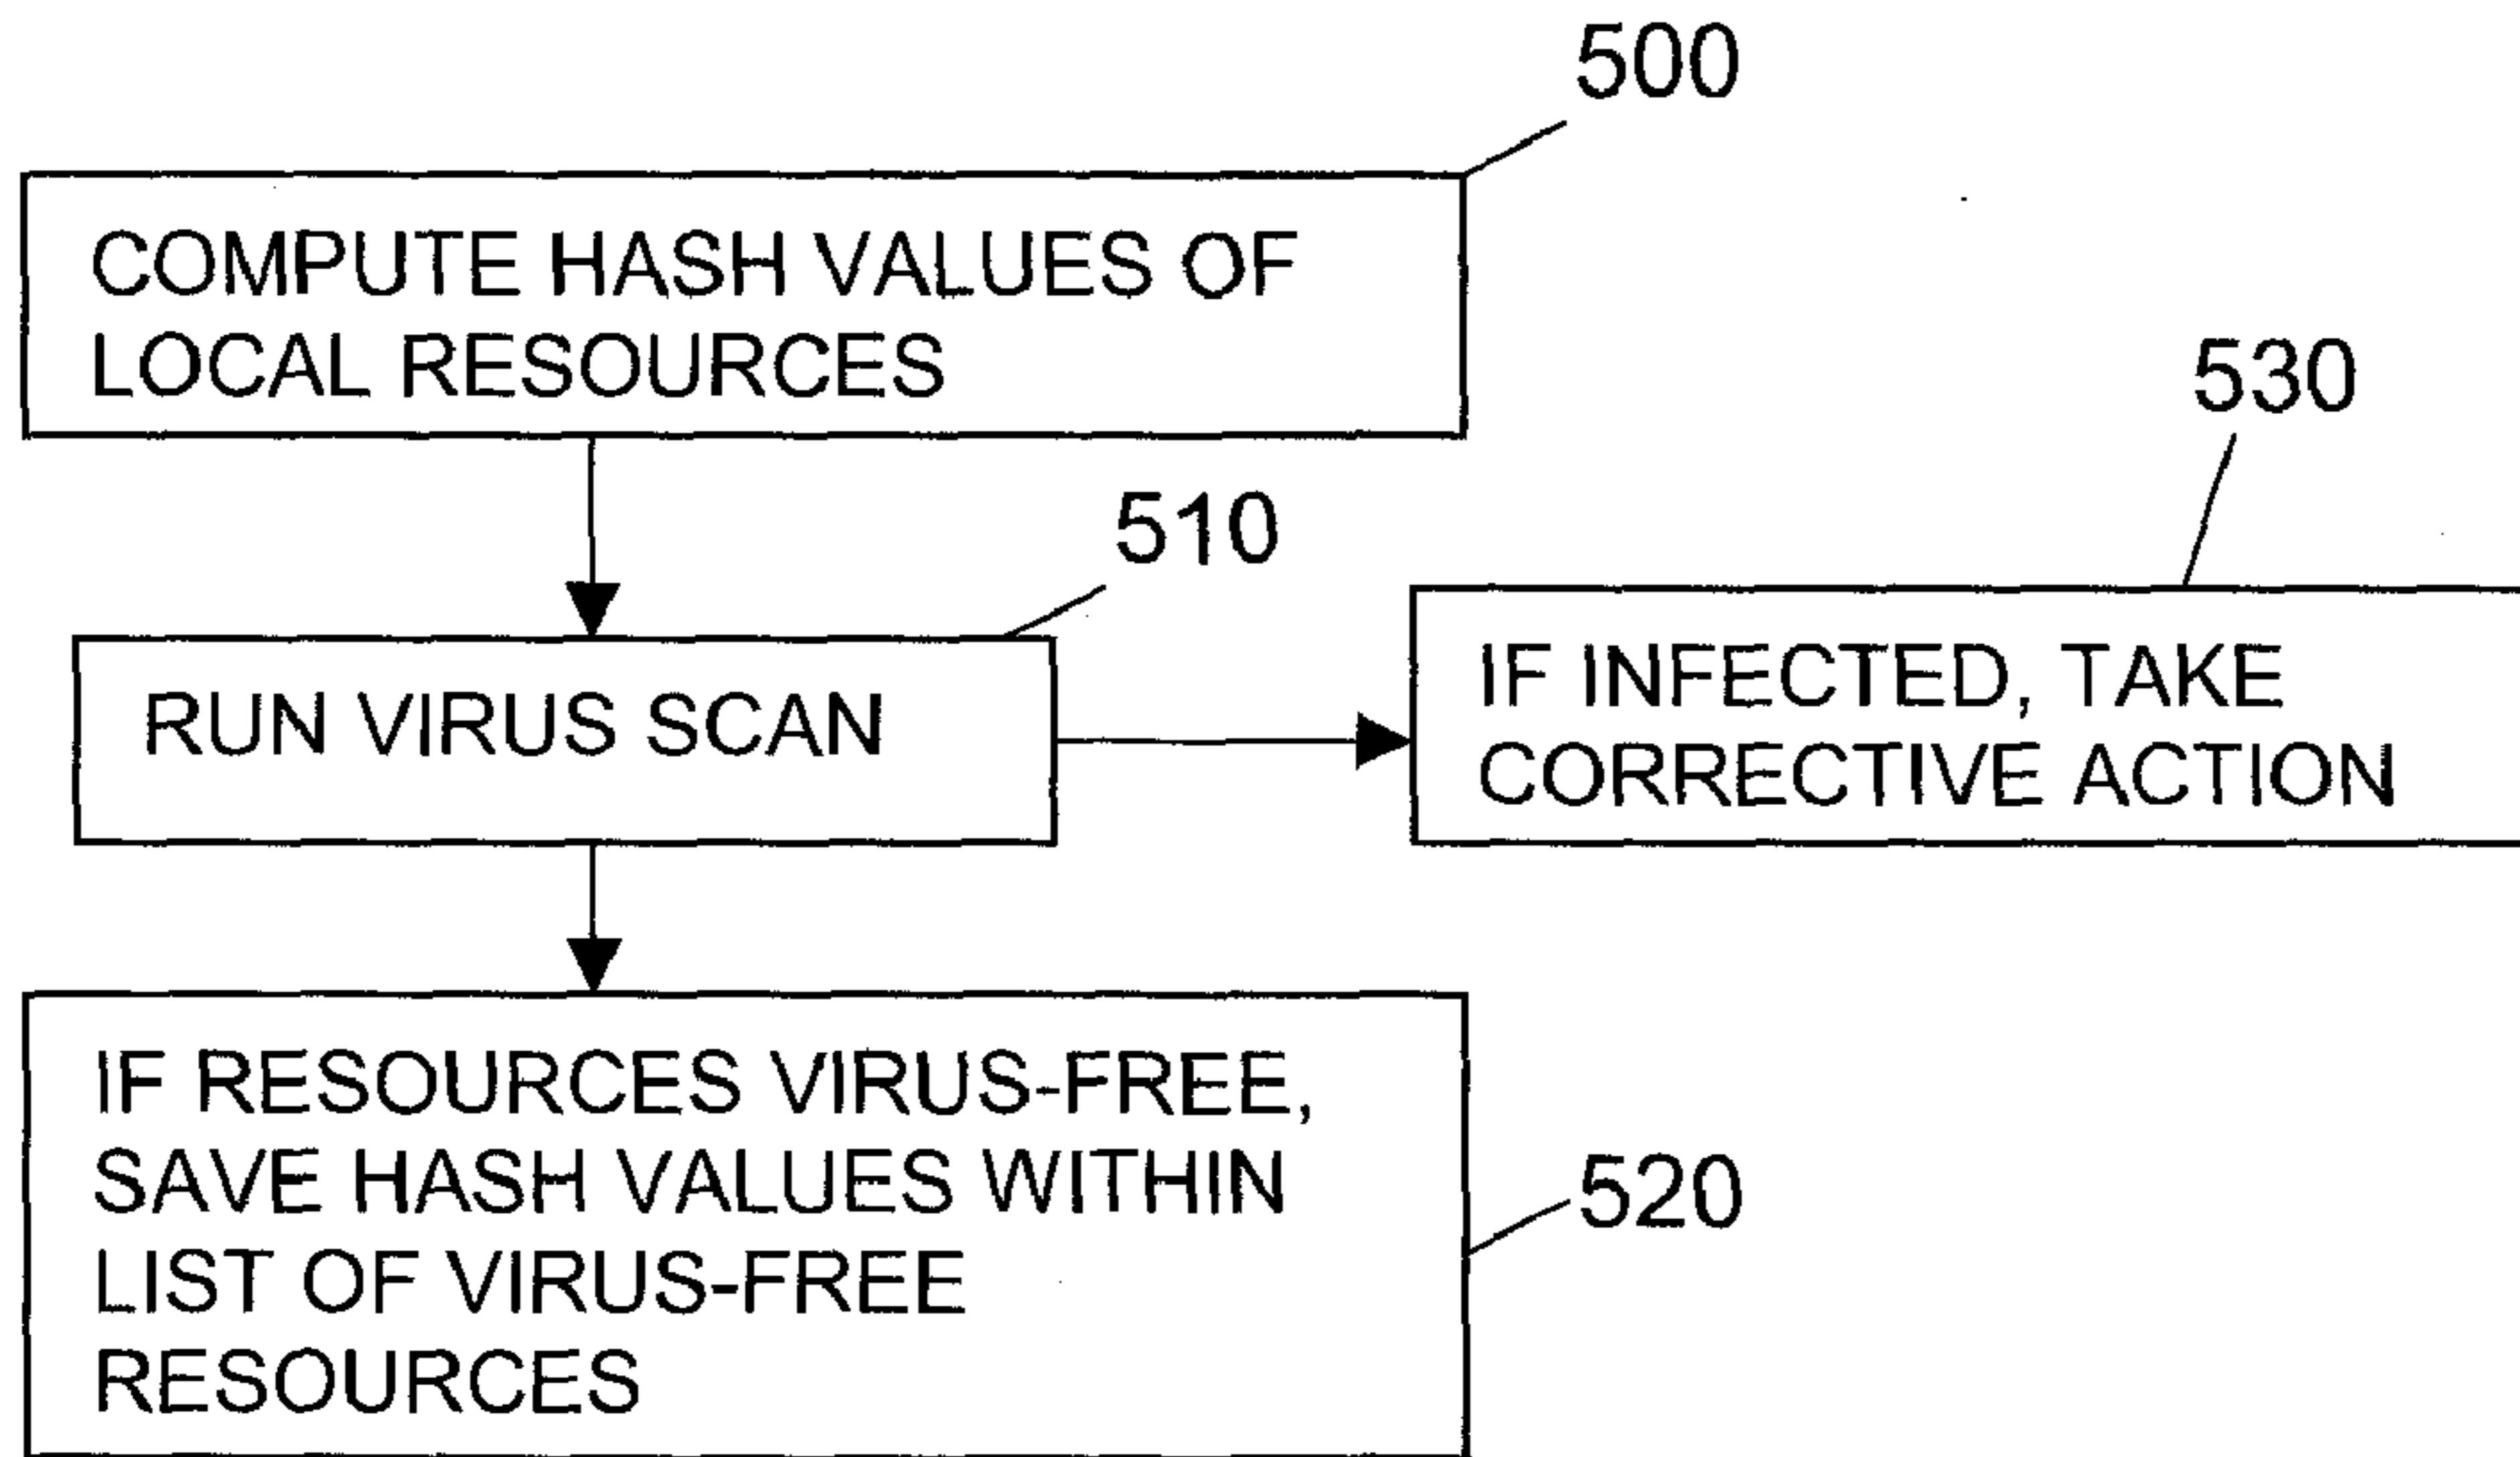 500
COMPUTE HASH VALUES OF
LOCAL RESOURCES
530
510
IF INFECTED, TAKE
CORRECTIVE ACTION
RUN VIRUS SCAN
IF RESOURCES VIRUS-FREE,
SAVE HASH VALUES WITHIN
LIST OF VIRUS-FREE
RESOURCES
520